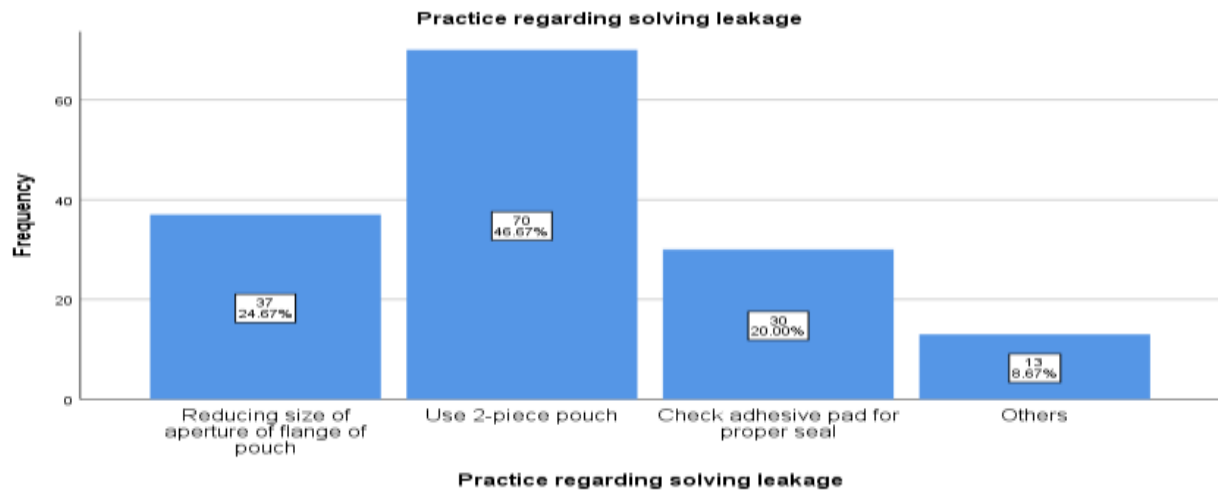 Practice regarding solving leakage
Frequency
60
40
20
0
37
24.67%
70
46.67%
30
20.00%
13
8.67%
Reducing size of
aperture of flange of
pouch
Use 2-piece pouch
Check adhesive pad for
proper seal
Others
Practice regarding solving leakage